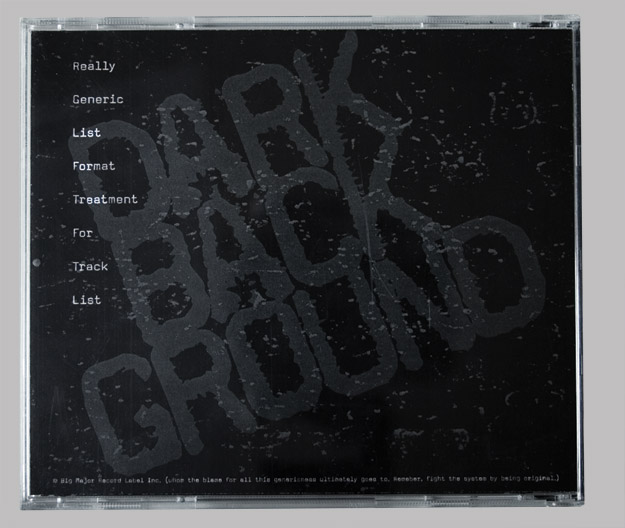 Really
Generic
List
Format
Treatment
For
Track
List
DARK
BACK
GROUND
© Big Major Record Label Inc. (whom the blame for all this genericness ultimately goes to. Remeber, fight the system by being original.)